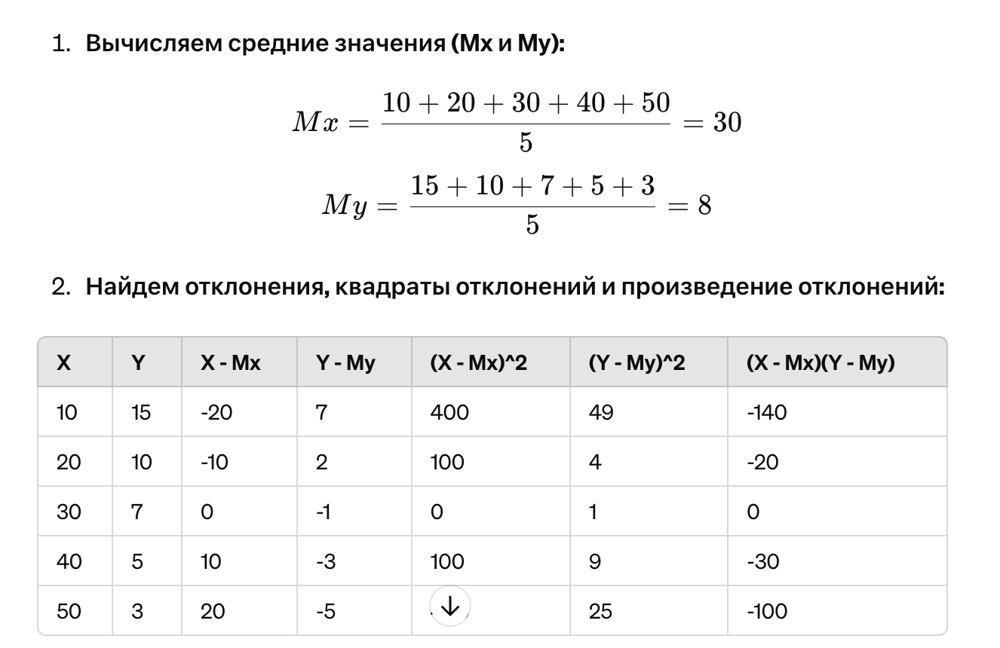 1. Вычисляем средние значения (Mx и My):
Mx = (10 + 20 + 30 + 40 + 50) / 5 = 30
My = (15 + 10 + 7 + 5 + 3) / 5 = 8
2. Найдем отклонения, квадраты отклонений и произведение отклонений:
X Y X - Mx Y - My (X - Mx)^2 (Y - My)^2 (X - Mx)(Y - My)
10 15 -20 7 400 49 -140
20 10 -10 2 100 4 -20
30 7 0 -1 0 1 0
40 5 10 -3 100 9 -30
50 3 20 -5 25 -100